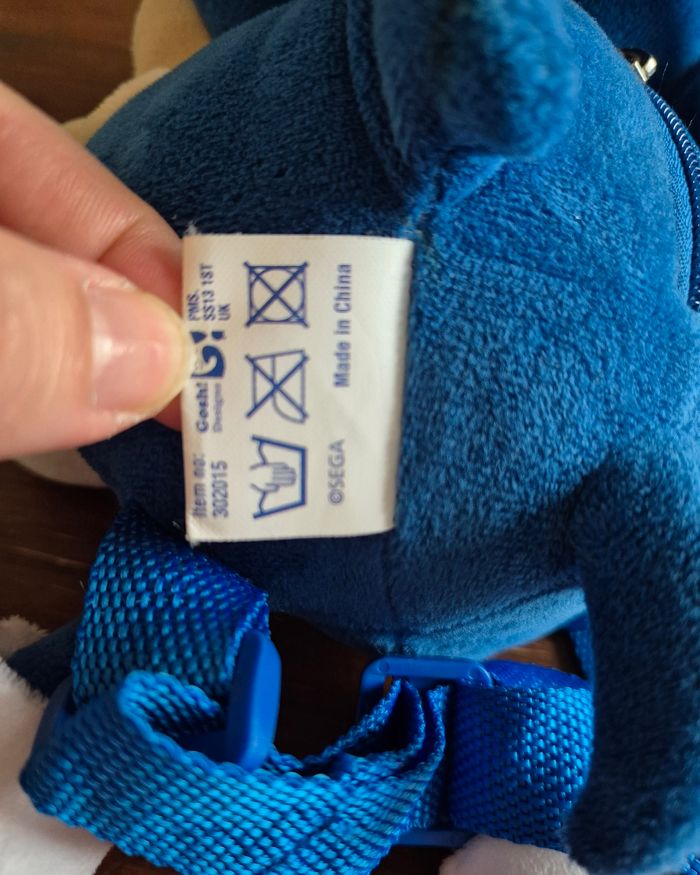 Item no:
302015
Gosh!
Designs
PMS.
SS13 1ST
UK
©SEGA
Made in China